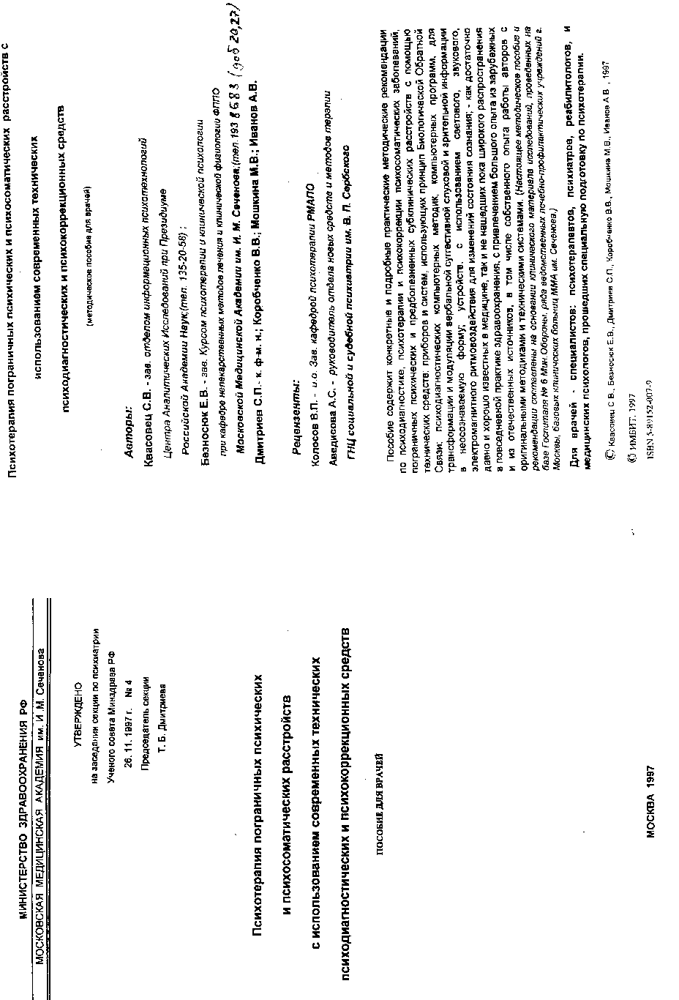 МИНИСТЕРСТВО ЗДРАВООХРАНЕНИЯ РФ
МОСКОВСКАЯ МЕДИЦИНСКАЯ АКАДЕМИЯ им. И .М. Сеченова
УТВЕРЖДЕНО
на заседании секции по психиатрии
Ученого совета Минздрава РФ
26. 11. 1997 г. № 4
Председатель секции
Т. Б. Дмитриева
Психотерапия пограничных психических
и психосоматических расстройств
с использованием современных технических
психодиагностических и психокоррекционных средств
ПОСОБИЕ ДЛЯ ВРАЧЕЙ
МОСКВА 1997
Психотерапия пограничных психических и психосоматических расстройств с
использованием современных технических
психодиагностических и психокоррекционных средств
(методическое пособие для врачей)
Авторы:
Квасовец С.В. - зав. отделом информационных психотехнологий
Центра Аналитических Исследований при Президиуме
Российской Академии Наук;(тел. 135-20-58) ;
Безносюк Е.В. - зав. Курсом психотерапии и клинической психологии
при кафедре нелекарственных методов лечения и клинической физиологии ФППО
Московской Медицинской Академии им. И. М. Сеченова;(тел. 193 8683 (доб 20,27)
Дмитриев С.П.- к. ф-м. н.; Коробченко В.В.; Мошкина М.В.; Иванов А.В.
Рецензенты:
Колосов В.П. - и.о. Зав. кафедрой психотерапии РМАПО
Аведисова А.С. - руководитель отдела новых средств и методов терапии
ГНЦ социальной и судебной психиатрии им. В. П. Сербского
Пособие содержит конкретные и подробные практические методические рекомендации
по психодиагностике, психотерапии и психокоррекции психосоматических заболеваний,
пограничных психических и предболезненных субклинических расстройств с помощью
технических средств: приборов и систем, использующих принцип Биологической Обратной
Связи; психодиагностических компьютерных методик, компьютерных программ, для
трансформации и модуляции вербальной суггестивной слуховой и зрительной информации
в неосознаваемую форму; устройств, с использованием светового, звукового,
электромагнитного ритмовоздействия для изменений состояния сознания; - как достаточно
давно и хорошо известных в медицине, так и не нашедших пока широкого распространения
в повседневной практике здравоохранения, с привлечением большого опыта из зарубежных
и из отечественных источников, в том числе собственного опыта работы авторов с
оригинальными методиками и техническими системами. (Настоящее методическое пособие и
рекомендации составлены на основании клинического материала исследований, проведенных на
базе Госпиталя № 6 Мин.Обороны, ряда ведомственных лечебно-профилактических учреждений г.
Москвы, базовых клинических больниц ММА им. Сеченова.)
Для врачей - специалистов: психотерапевтов, психиатров, реабилитологов, и
медицинских психологов, прошедших специальную подготовку по психотерапии.
© Квасовец С В., Безносюк Е.В., Дмитриев С.П., Коробченко В.В., Мошкина М.В., Иванов А.В , 1997
© ИМБИТ, 1997
ISBN 5-89152-007-9